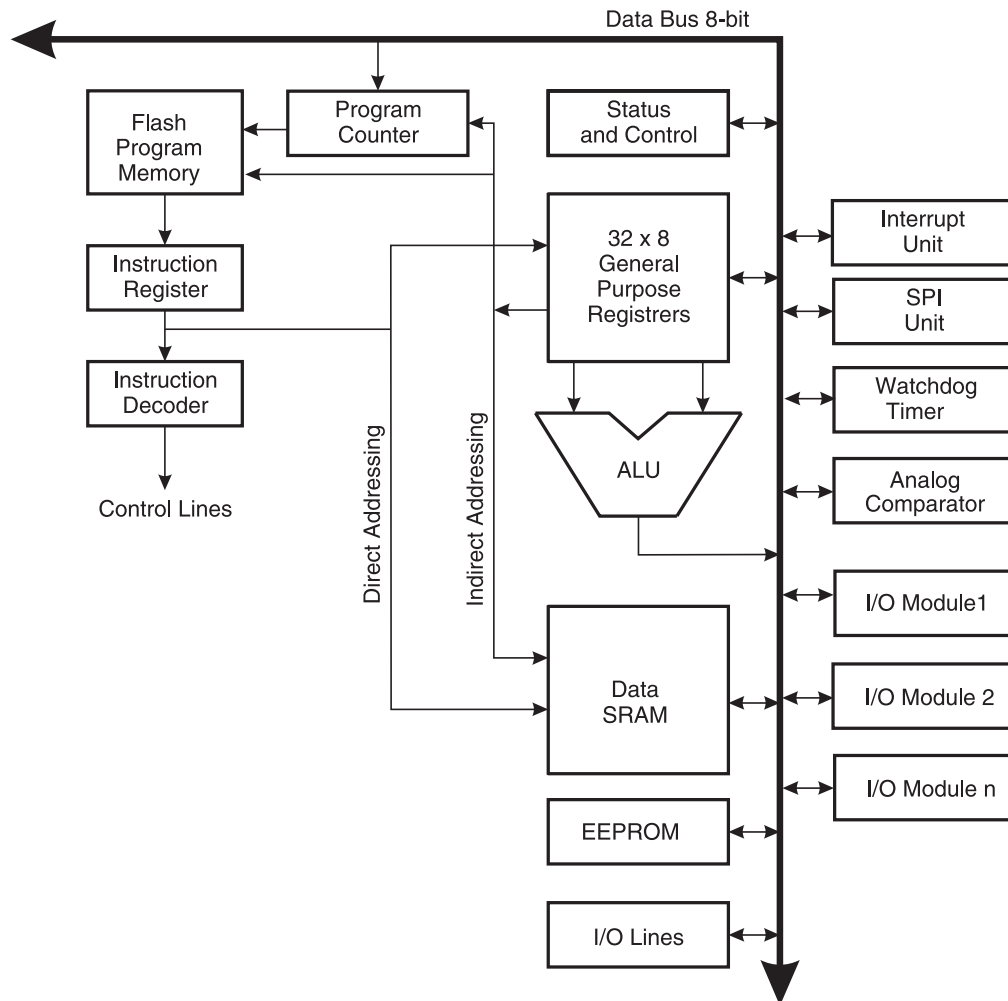 Data Bus 8-bit
Flash
Program
Memory
Program
Counter
Status
and Control
Interrupt
Unit
32 x 8
General
Purpose
Registrers
Instruction
Register
SPI
Unit
Instruction
Decoder
Watchdog
Timer
ALU
Analog
Comparator
Control Lines
Direct Addressing
Indirect Addressing
I/O Module1
Data
SRAM
I/O Module 2
I/O Module n
EEPROM
I/O Lines